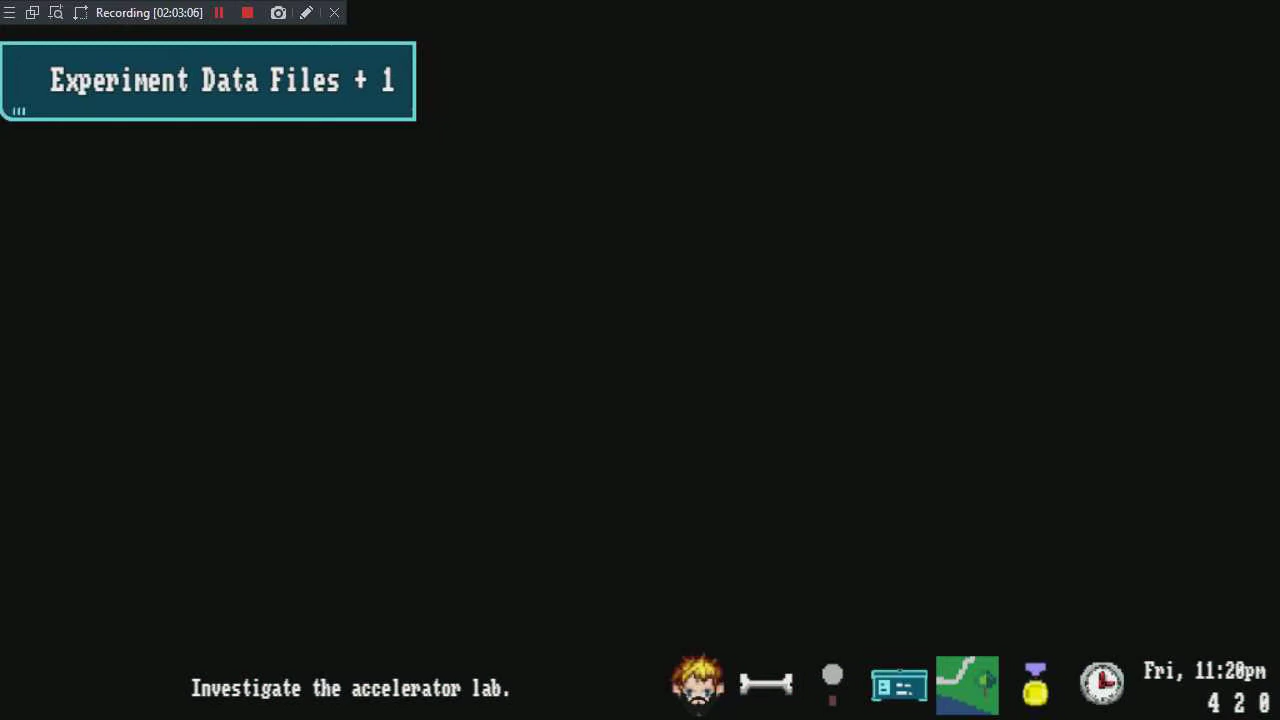 Recording [02:03:06]
Experiment Data Files + 1
Investigate the accelerator lab.
Fri, 11:20pm
4 2 0